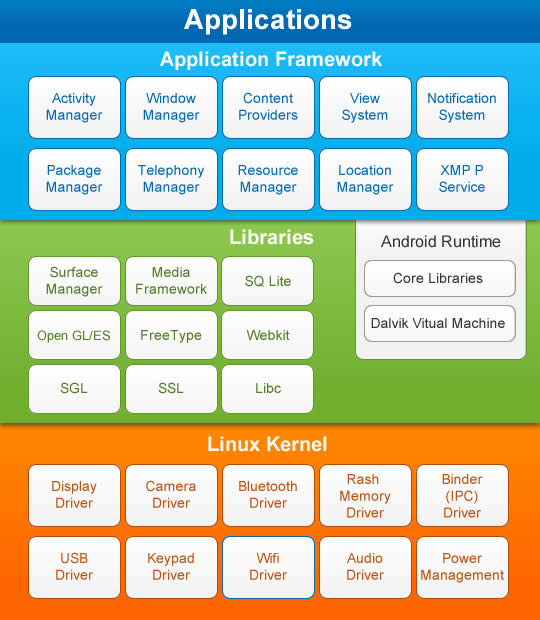 Applications
Application Framework
Activity
Manager
Window
Manager
Content
Providers
View
System
Notification
System
Package
Manager
Telephony
Manager
Resource
Manager
Location
Manager
XMP P
Service
Libraries
Surface
Manager
Media
Framework
SQ Lite
Open GL/ES
FreeType
Webkit
SGL
SSL
Libc
Android Runtime
Core Libraries
Dalvik Vitual Machine
Linux Kernel
Display
Driver
Camera
Driver
Bluetooth
Driver
Rash
Memory
Driver
Binder
(IPC)
Driver
USB
Driver
Keypad
Driver
Wifi
Driver
Audio
Driver
Power
Management